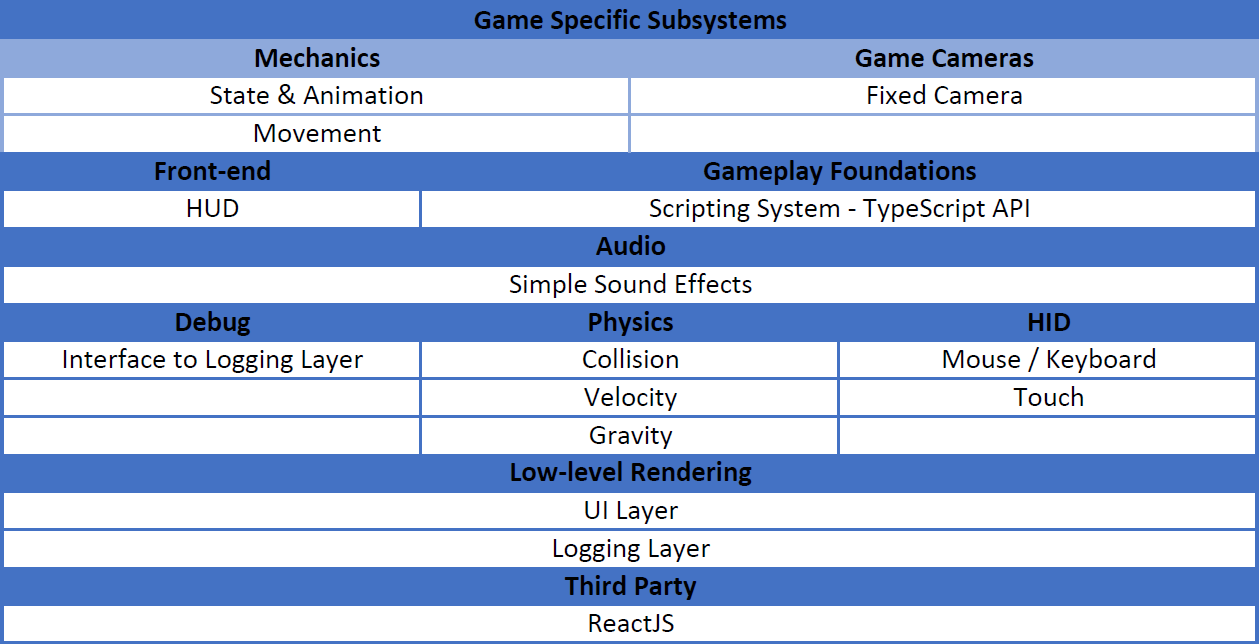 Game Specific Subsystems
Mechanics Game Cameras
State & Animation Fixed Camera
Movement
Front-end Gameplay Foundations
HUD Scripting System - TypeScript API
Audio
Simple Sound Effects
Debug Physics HID
Interface to Logging Layer Collision Mouse / Keyboard
Velocity Touch
Gravity
Low-level Rendering
UI Layer
Logging Layer
Third Party
ReactJS